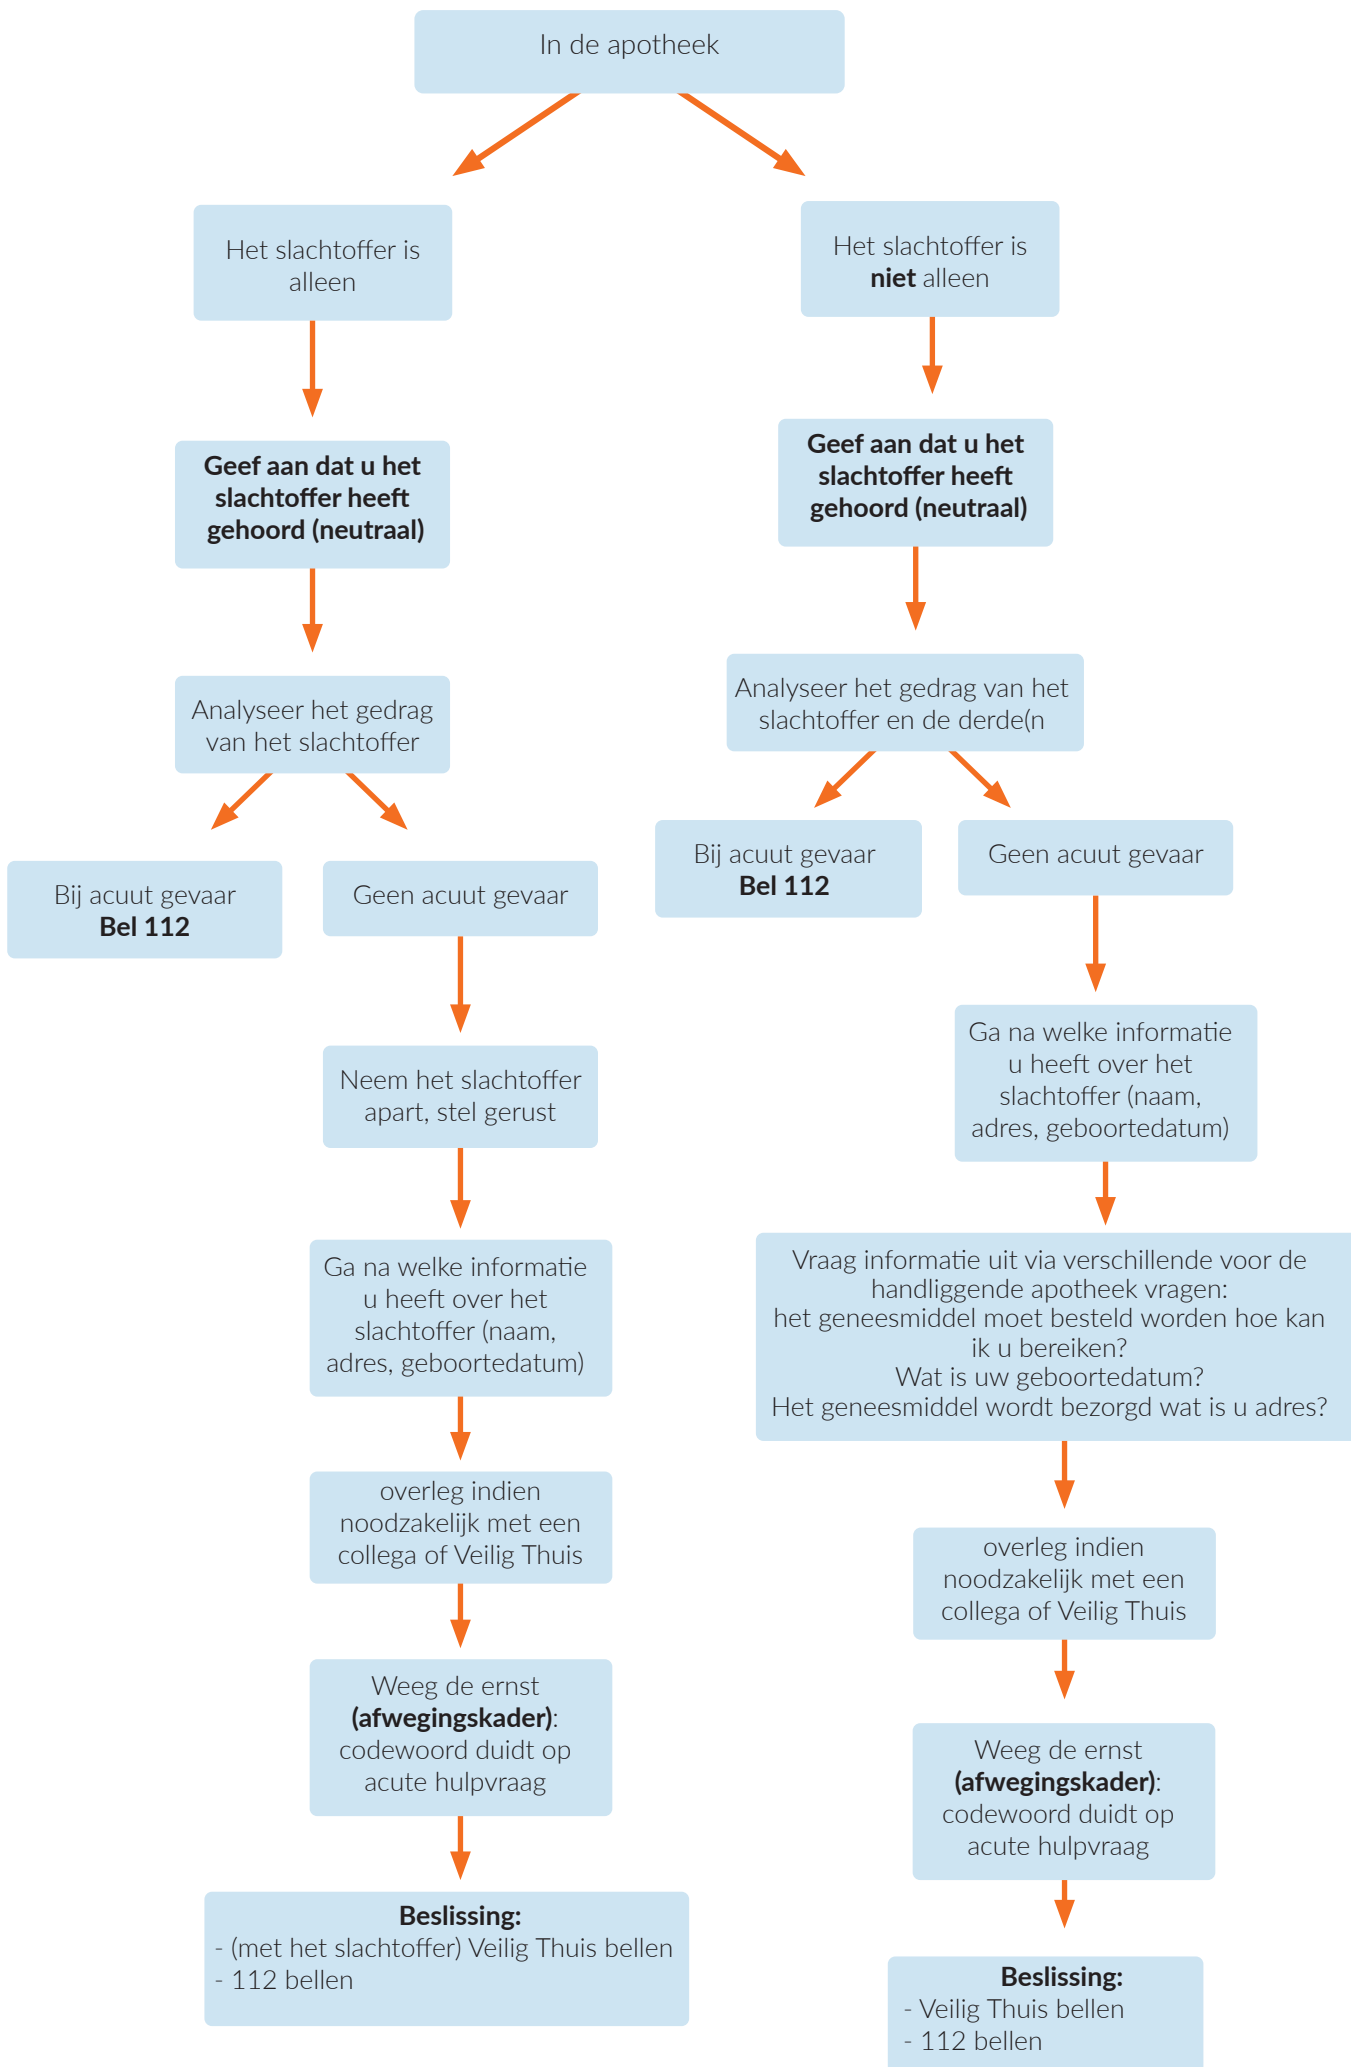 In de apotheek
Het slachtoffer is
alleen
Het slachtoffer is
niet alleen
Geef aan dat u het
slachtoffer heeft
gehoord (neutraal)
Geef aan dat u het
slachtoffer heeft
gehoord (neutraal)
Analyseer het gedrag
van het slachtoffer
Analyseer het gedrag van het
slachtoffer en de derde(n
Bij acuut gevaar
Bel 112
Geen acuut gevaar
Bij acuut gevaar
Bel 112
Geen acuut gevaar
Neem het slachtoffer
apart, stel gerust
Ga na welke informatie
u heeft over het
slachtoffer (naam,
adres, geboortedatum)
Ga na welke informatie
u heeft over het
slachtoffer (naam,
adres, geboortedatum)
Vraag informatie uit via verschillende voor de
handliggende apotheek vragen:
het geneesmiddel moet besteld worden hoe kan
ik u bereiken?
Wat is uw geboortedatum?
Het geneesmiddel wordt bezorgd wat is u adres?
overleg indien
noodzakelijk met een
collega of Veilig Thuis
overleg indien
noodzakelijk met een
collega of Veilig Thuis
Weeg de ernst
(afwegingskader):
codewoord duidt op
acute hulpvraag
Weeg de ernst
(afwegingskader):
codewoord duidt op
acute hulpvraag
Beslissing:
- (met het slachtoffer) Veilig Thuis bellen
- 112 bellen
Beslissing:
- Veilig Thuis bellen
- 112 bellen